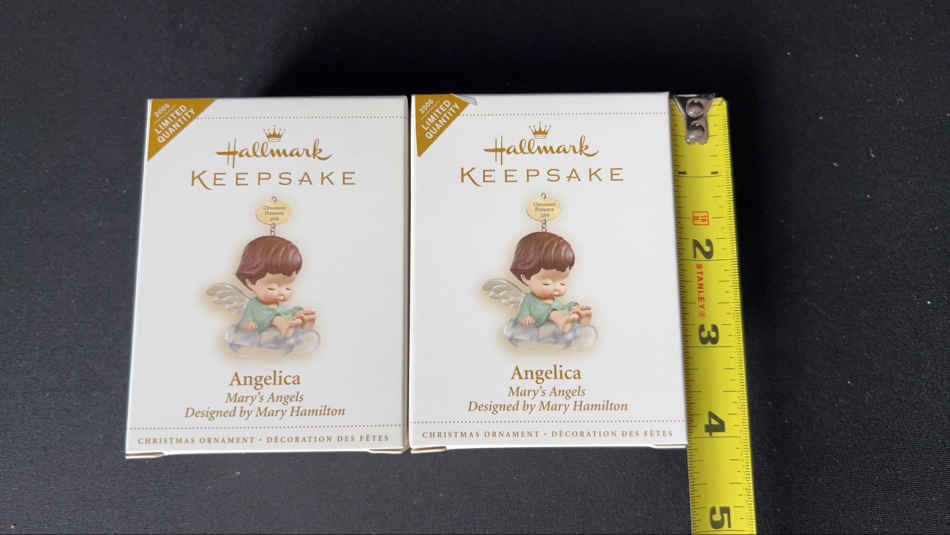 2006
LIMITED
QUANTITY
Hallmark
KEEPSAKE
Angelica
Mary's Angels
Designed by Mary Hamilton
CHRISTMAS ORNAMENT • DÉCORATION DES FÊTES
2006
LIMITED
QUANTITY
Hallmark
KEEPSAKE
Angelica
Mary's Angels
Designed by Mary Hamilton
CHRISTMAS ORNAMENT • DÉCORATION DES FÊTES
2
STANLEY®
3
4
5